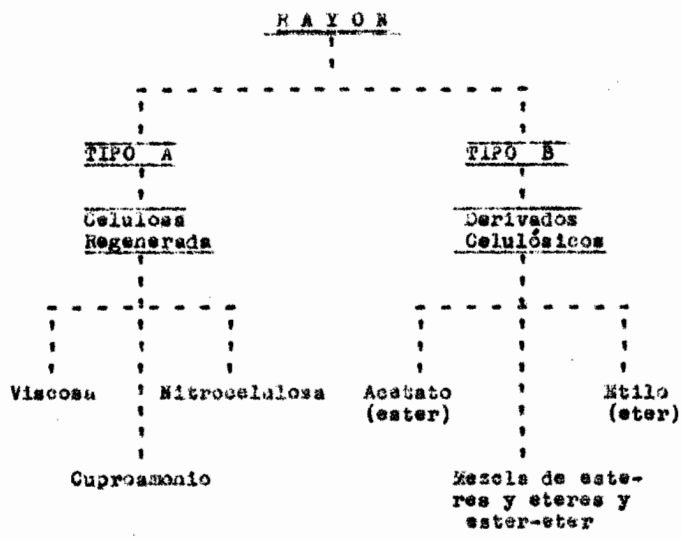 R A Y O N
TIPO A
TIPO B
Celulosa
Regenerada
Derivados
Celulósicos
Viscosa
Nitrocelulosa
Acetato
(ester)
Etilo
(eter)
Cuproamonio
Mezcla de este-
res y eteres y
ester-eter